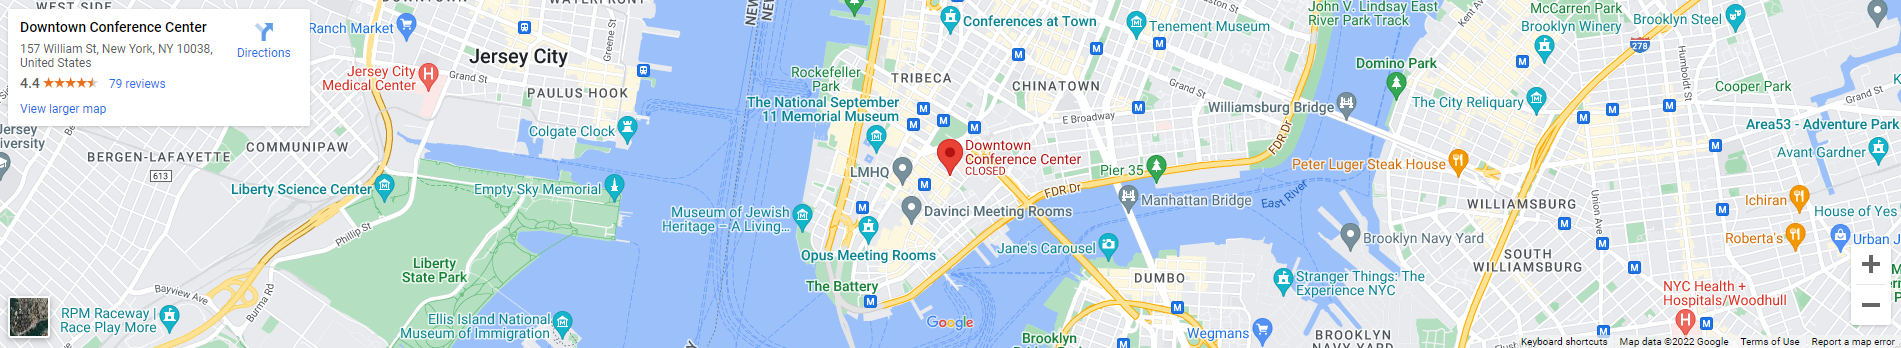 Downtown Conference Center
157 William St, New York, NY 10038,
United States
4.4
79 reviews
Directions
View larger map
WEST SIDE
DOWNTOWN
WATERFRONT
Ranch Market
Jersey City
Greene St
Jersey City
Medical Center
Grand St
PAULUS HOOK
Colgate Clock
COMMUNIPAW
BERGEN-LAFAYETTE
613
Jersey
University
Liberty Science Center
Empty Sky Memorial
Phillip St
Liberty
State Park
Bayview Ave
Burma Rd
RPM Raceway |
Race Play More
Ellis Island National
Museum of Immigration
Conferences at Town
Tenement Museum
John V. Lindsay East
River Park Track
Rockefeller
Park
TRIBECA
CHINATOWN
Grand St
The National September
11 Memorial Museum
E Broadway
Williamsburg Bridge
FDR Dr
Downtown
Conference Center
CLOSED
LMHQ
Pier 35
FDR Dr
Manhattan Bridge
East River
Museum of Jewish
Heritage – A Living...
Davinci Meeting Rooms
Opus Meeting Rooms
Jane's Carousel
The Battery
DUMBO
Google
Brooklyn
Wegmans
Stranger Things: The
Experience NYC
Brooklyn Navy Yard
BROOKLYN
NAVY YARD
McCarren Park
Kent Ave
Brooklyn Winery
Brooklyn Steel
278
Domino Park
The City Reliquary
Humboldt St
Cooper Park
Grand St
Area53 - Adventure Park
Avant Gardner
Peter Luger Steak House
WILLIAMSBURG
Union Ave
Ichiran
House of Yes
Roberta's
Urban J
SOUTH
WILLIAMSBURG
NYC Health +
Hospitals/Woodhull
Keyboard shortcuts
Map data ©2022 Google
Terms of Use
Report a map error